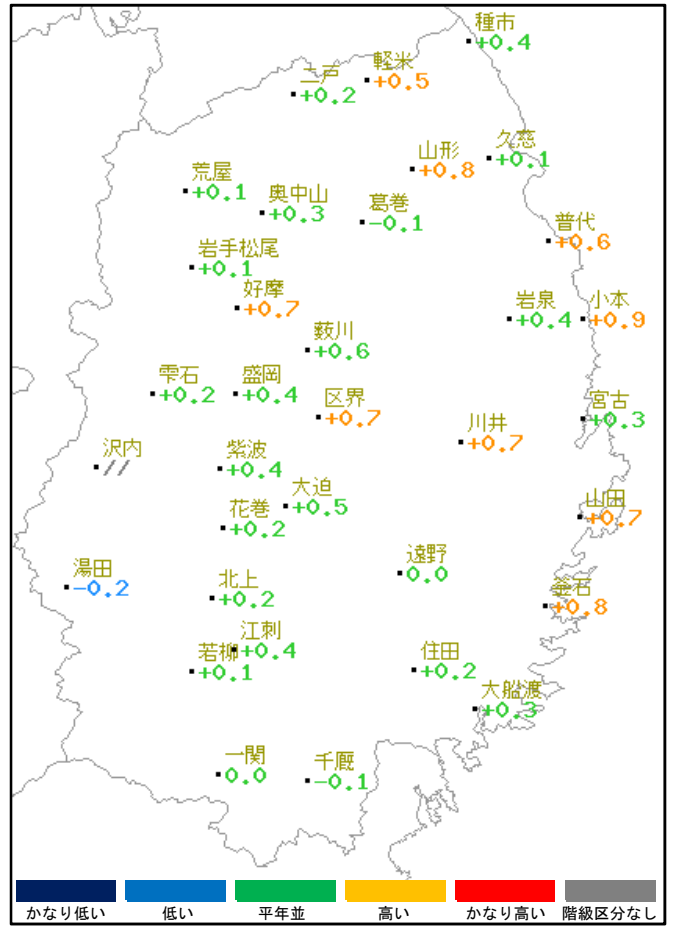 種市
+0.4
軽米
+0.5
二戸
+0.2
久慈
+0.1
山形
+0.8
荒屋
+0.1
奥中山
+0.3
葛巻
-0.1
普代
+0.6
岩手松尾
+0.1
好摩
+0.7
岩泉
+0.4
小本
+0.9
薮川
+0.6
雫石
+0.2
盛岡
+0.4
区界
+0.7
宮古
+0.3
川井
+0.7
沢内
//
紫波
+0.4
大迫
+0.5
山田
+0.7
花巻
+0.2
湯田
-0.2
北上
+0.2
遠野
0.0
釜石
+0.8
江刺
+0.4
若柳
+0.1
住田
+0.2
大船渡
+0.3
一関
0.0
千厩
-0.1
かなり低い 低い 平年並 高い かなり高い 階級区分なし